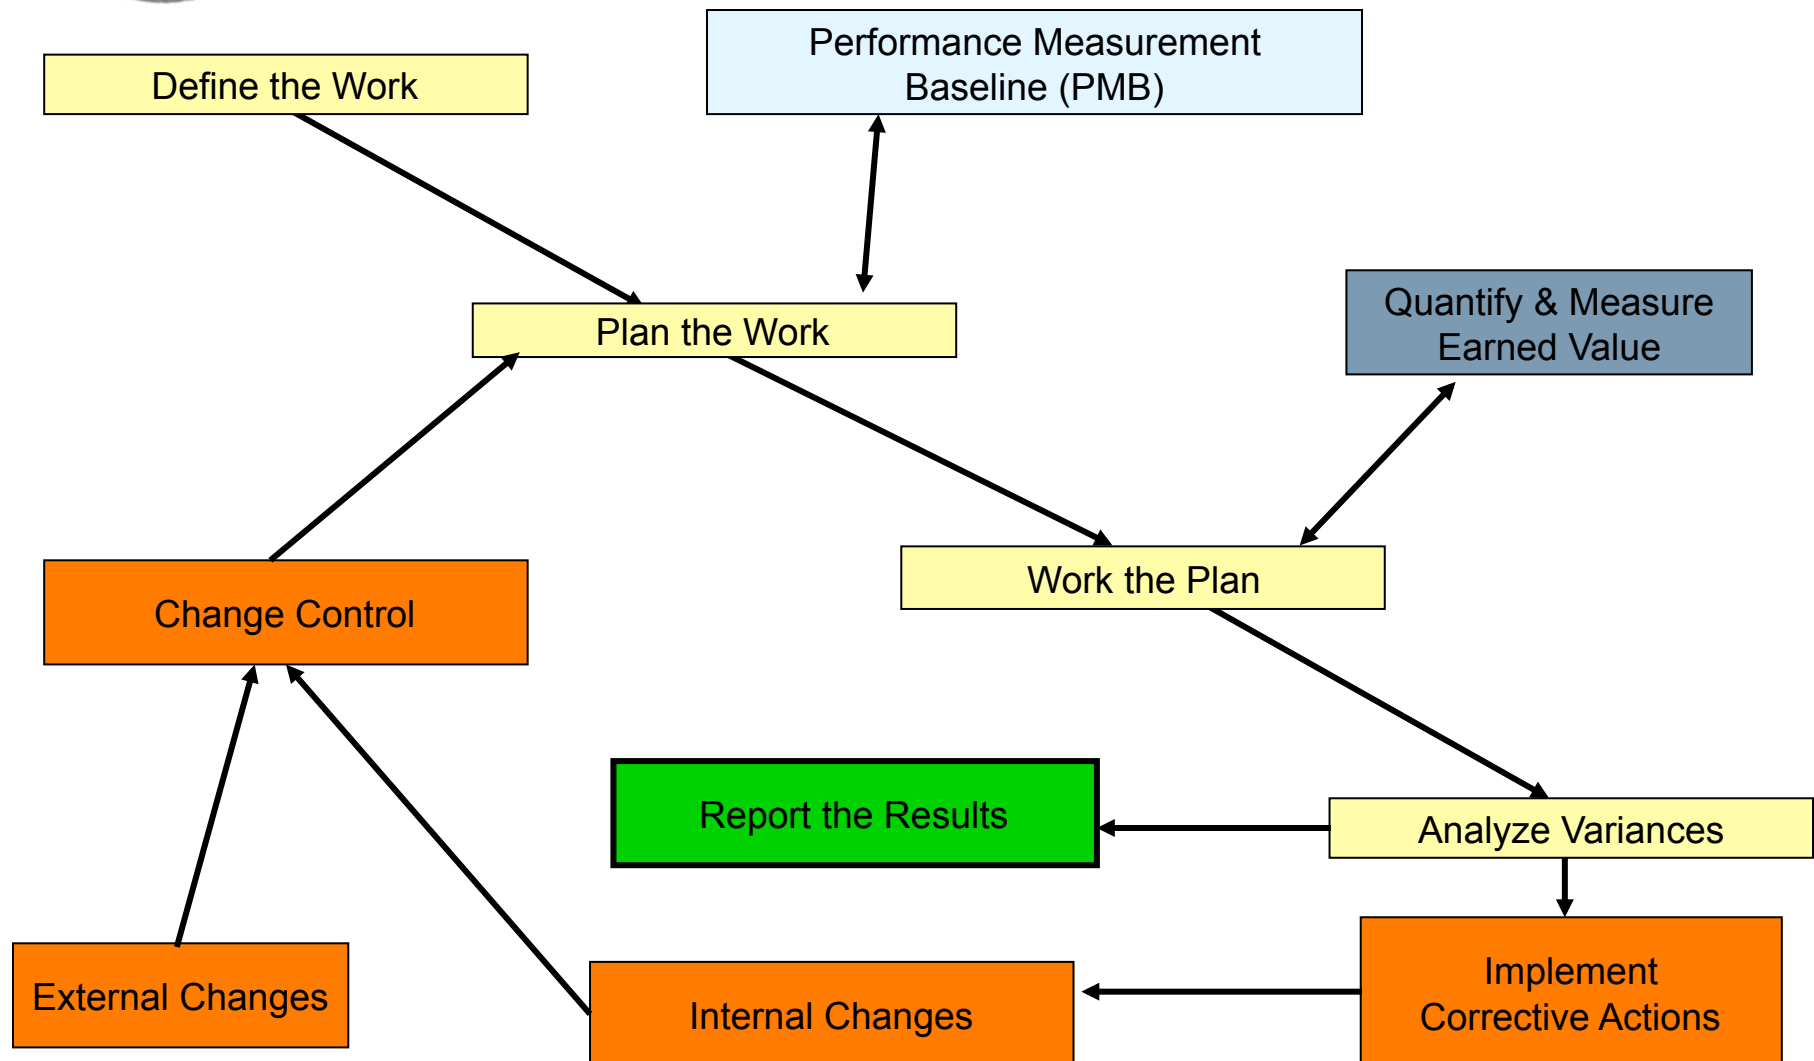 Performance Measurement
Baseline (PMB)
Define the Work
Quantify & Measure
Earned Value
Plan the Work
Work the Plan
Change Control
Report the Results
Analyze Variances
External Changes
Internal Changes
Implement
Corrective Actions